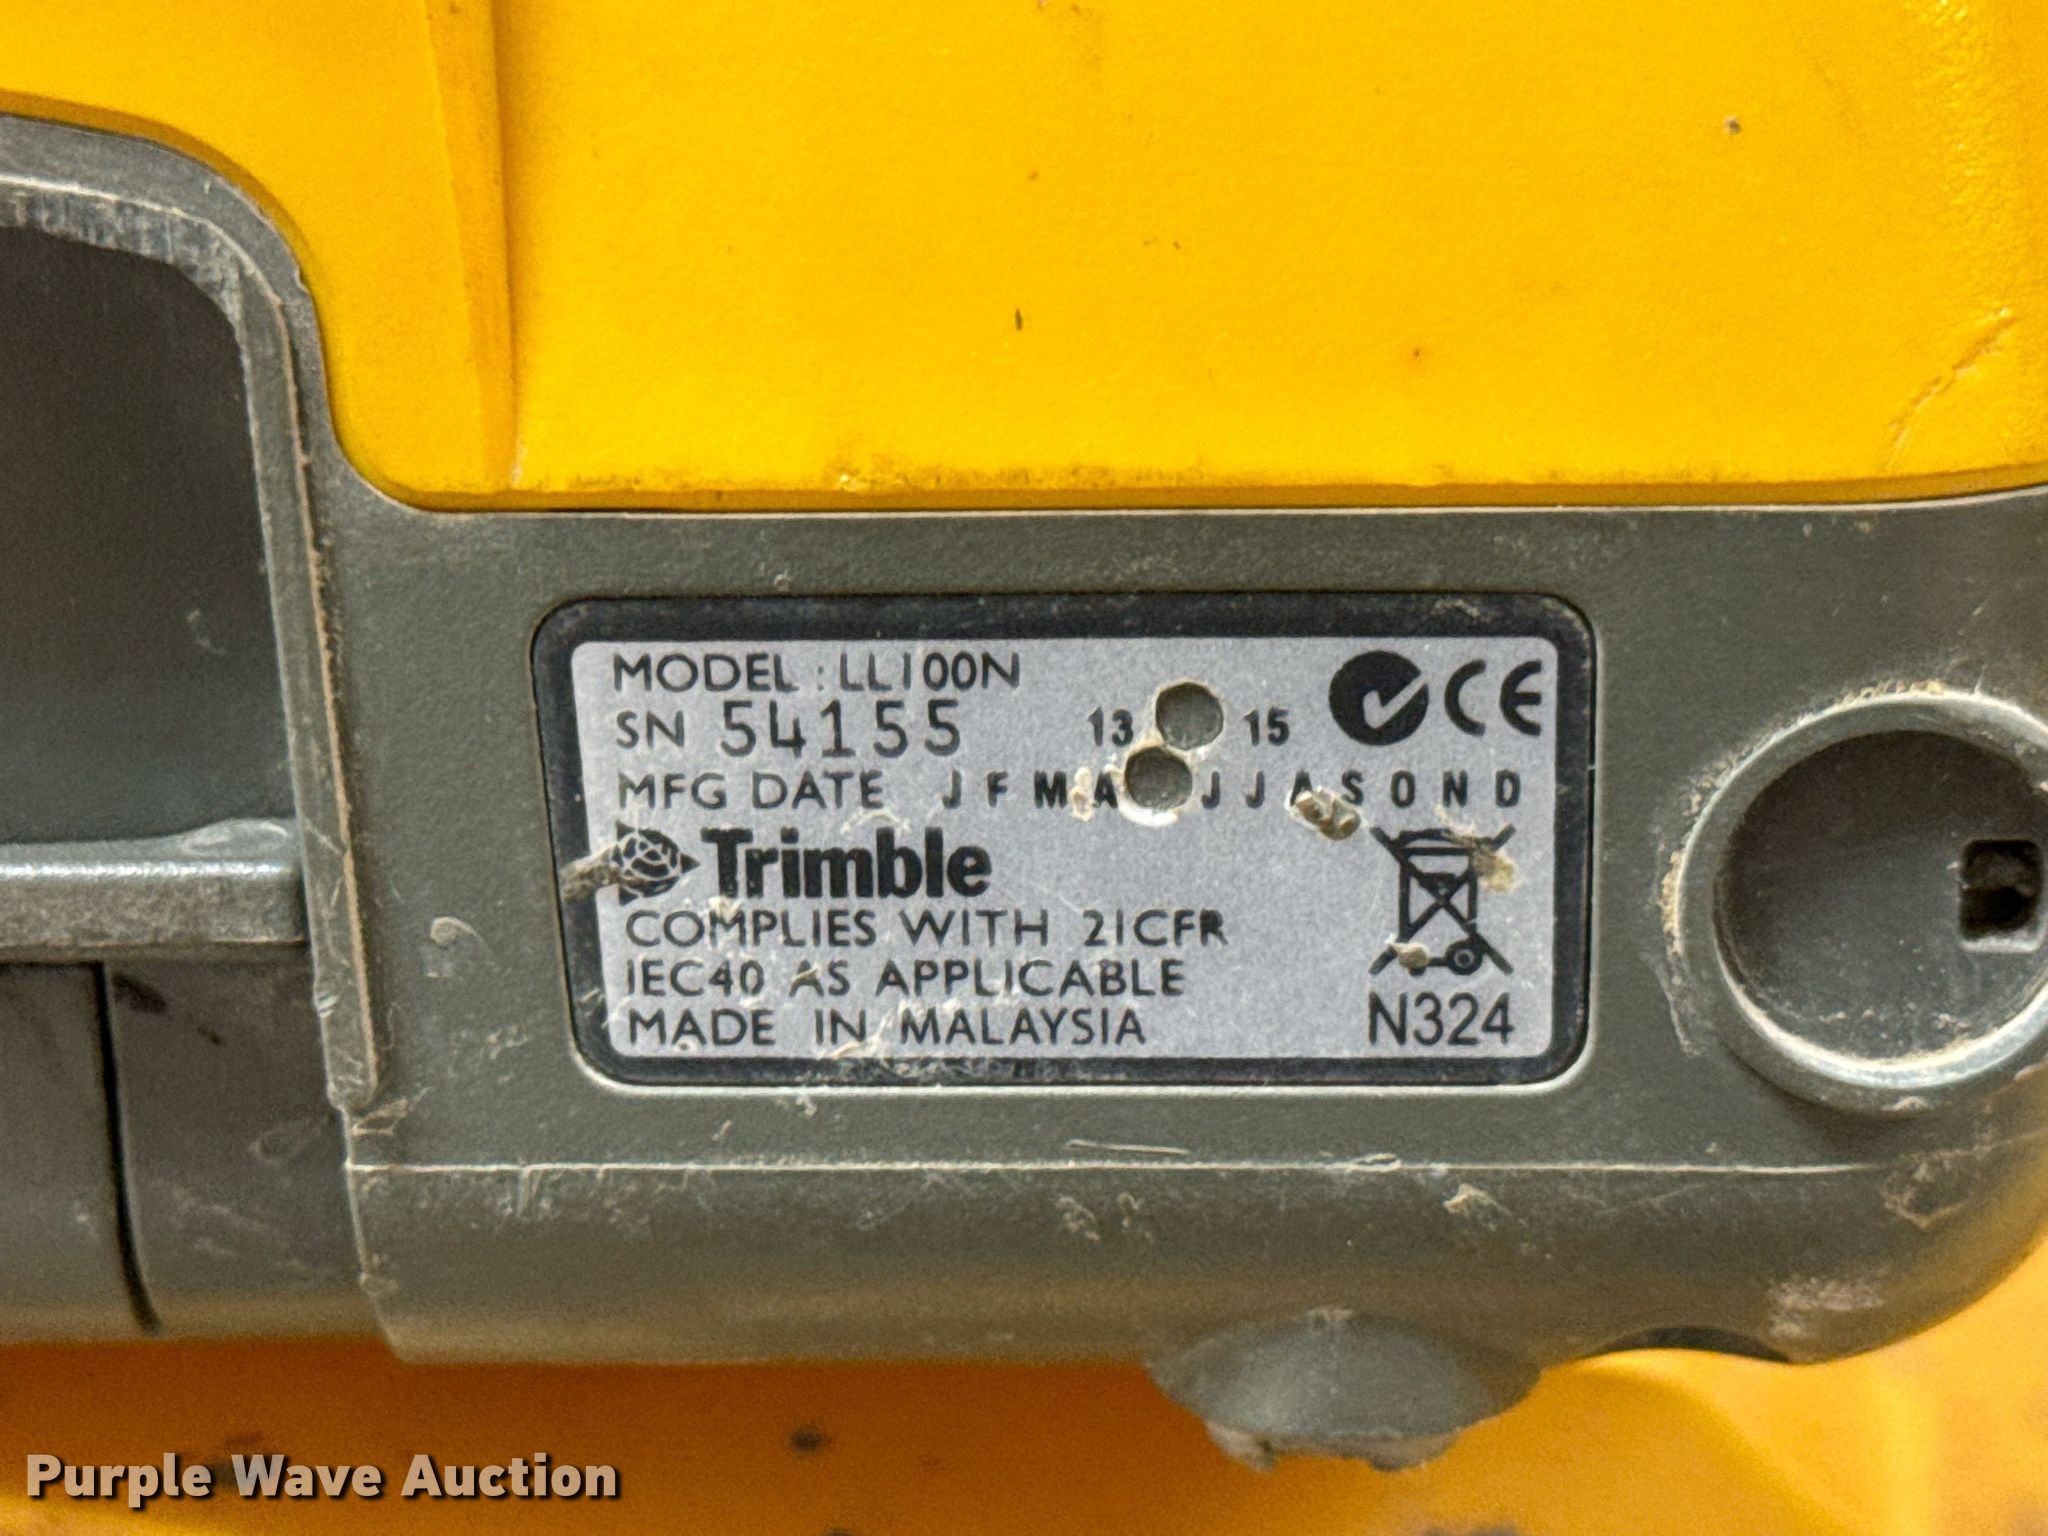 MODEL : LL100N
SN 54155 13 15 CE
MFG DATE J F M A J J A S O N D
Trimble
COMPLIES WITH 21CFR
IEC40 AS APPLICABLE
MADE IN MALAYSIA N324
Purple Wave Auction